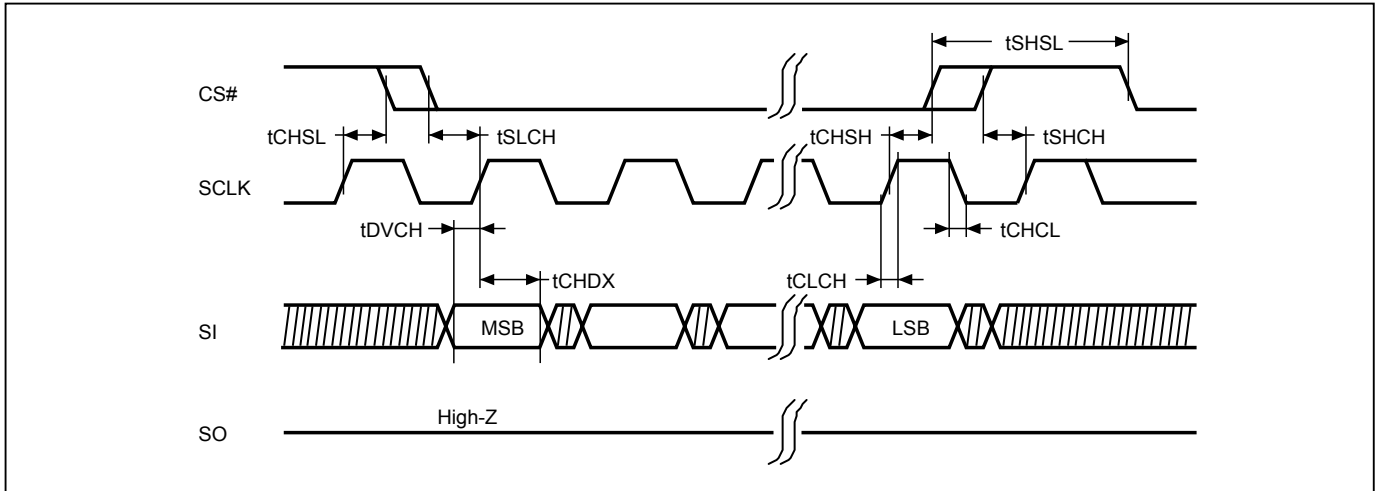 tSHSL
CS#
tCHSL
tSLCH
tCHSH
tSHCH
SCLK
tDVCH
tCHCL
tCHDX
tCLCH
SI
MSB
LSB
High-Z
SO